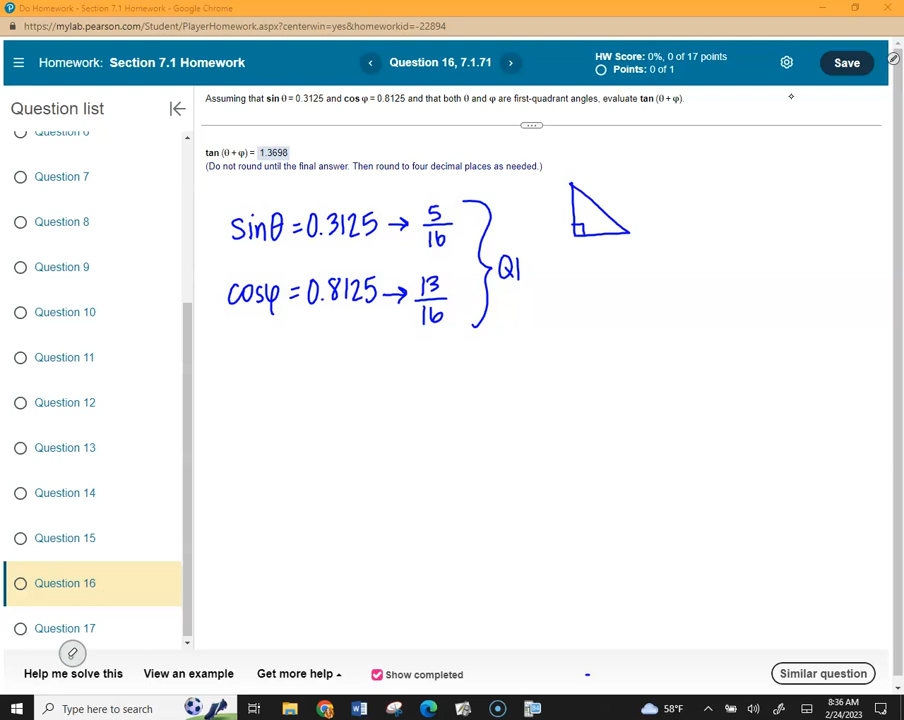 Do Homework - Section 7.1 Homework - Google Chrome
https://mylab.pearson.com/Student/PlayerHomework.aspx?centerwin=yes&homeworkid=-22894
Homework: Section 7.1 Homework
Question 16, 7.1.71
HW Score: 0%, 0 of 17 points
Points: 0 of 1
Save
Question list
Assuming that sin θ = 0.3125 and cos φ = 0.8125 and that both θ and φ are first-quadrant angles, evaluate tan (θ + φ).
tan (θ + φ) = 1.3698
(Do not round until the final answer. Then round to four decimal places as needed.)
sinθ = 0.3125 → 5/16
cosφ = 0.8125 → 13/16
Q1
Question 6
Question 7
Question 8
Question 9
Question 10
Question 11
Question 12
Question 13
Question 14
Question 15
Question 16
Question 17
Help me solve this
View an example
Get more help
Show completed
Similar question
Type here to search
58°F
8:36 AM
2/24/2023